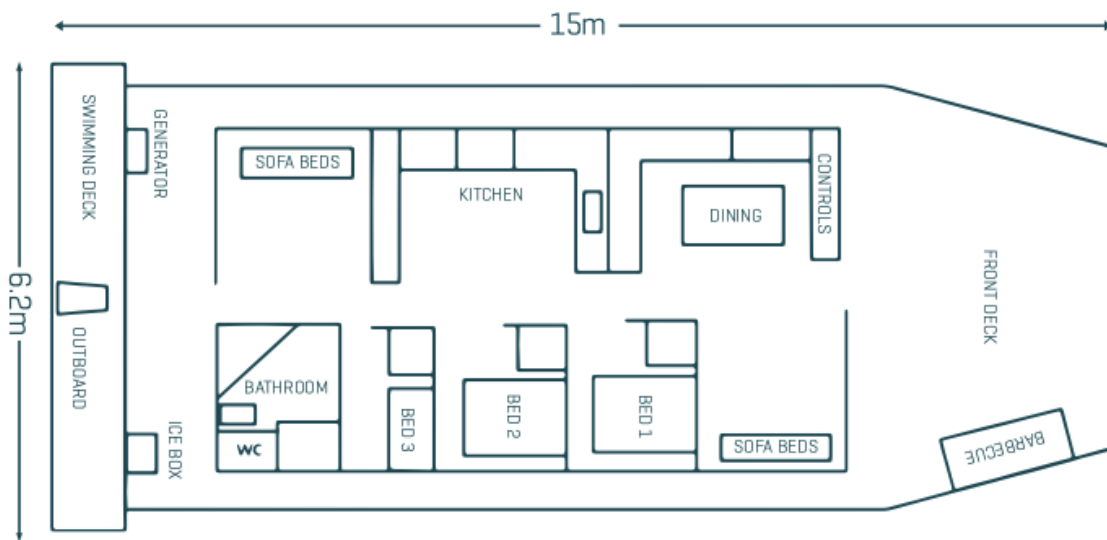 15m
SWIMMING DECK
GENERATOR
SOFA BEDS
KITCHEN
DINING
CONTROLS
6.2m
FRONT DECK
OUTBOARD
BATHROOM
ICE BOX
WC
BED 3
BED 2
BED 1
SOFA BEDS
BARBECUE